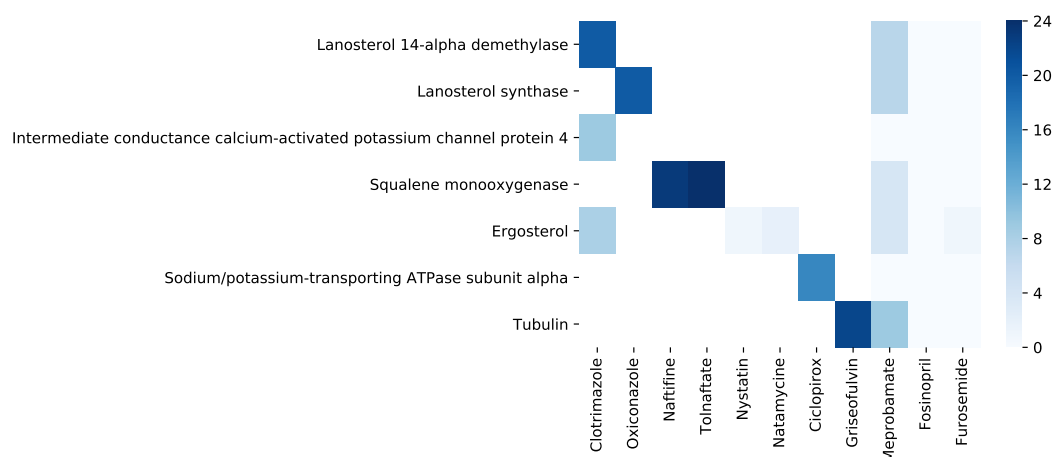 Lanosterol 14-alpha demethylase
Lanosterol synthase
Intermediate conductance calcium-activated potassium channel protein 4
Squalene monooxygenase
Ergosterol
Sodium/potassium-transporting ATPase subunit alpha
Tubulin
Clotrimazole
Oxiconazole
Naftifine
Tolnaftate
Nystatin
Natamycine
Ciclopirox
Griseofulvin
Meprobamate
Fosinopril
Furosemide
24
20
16
12
8
4
0